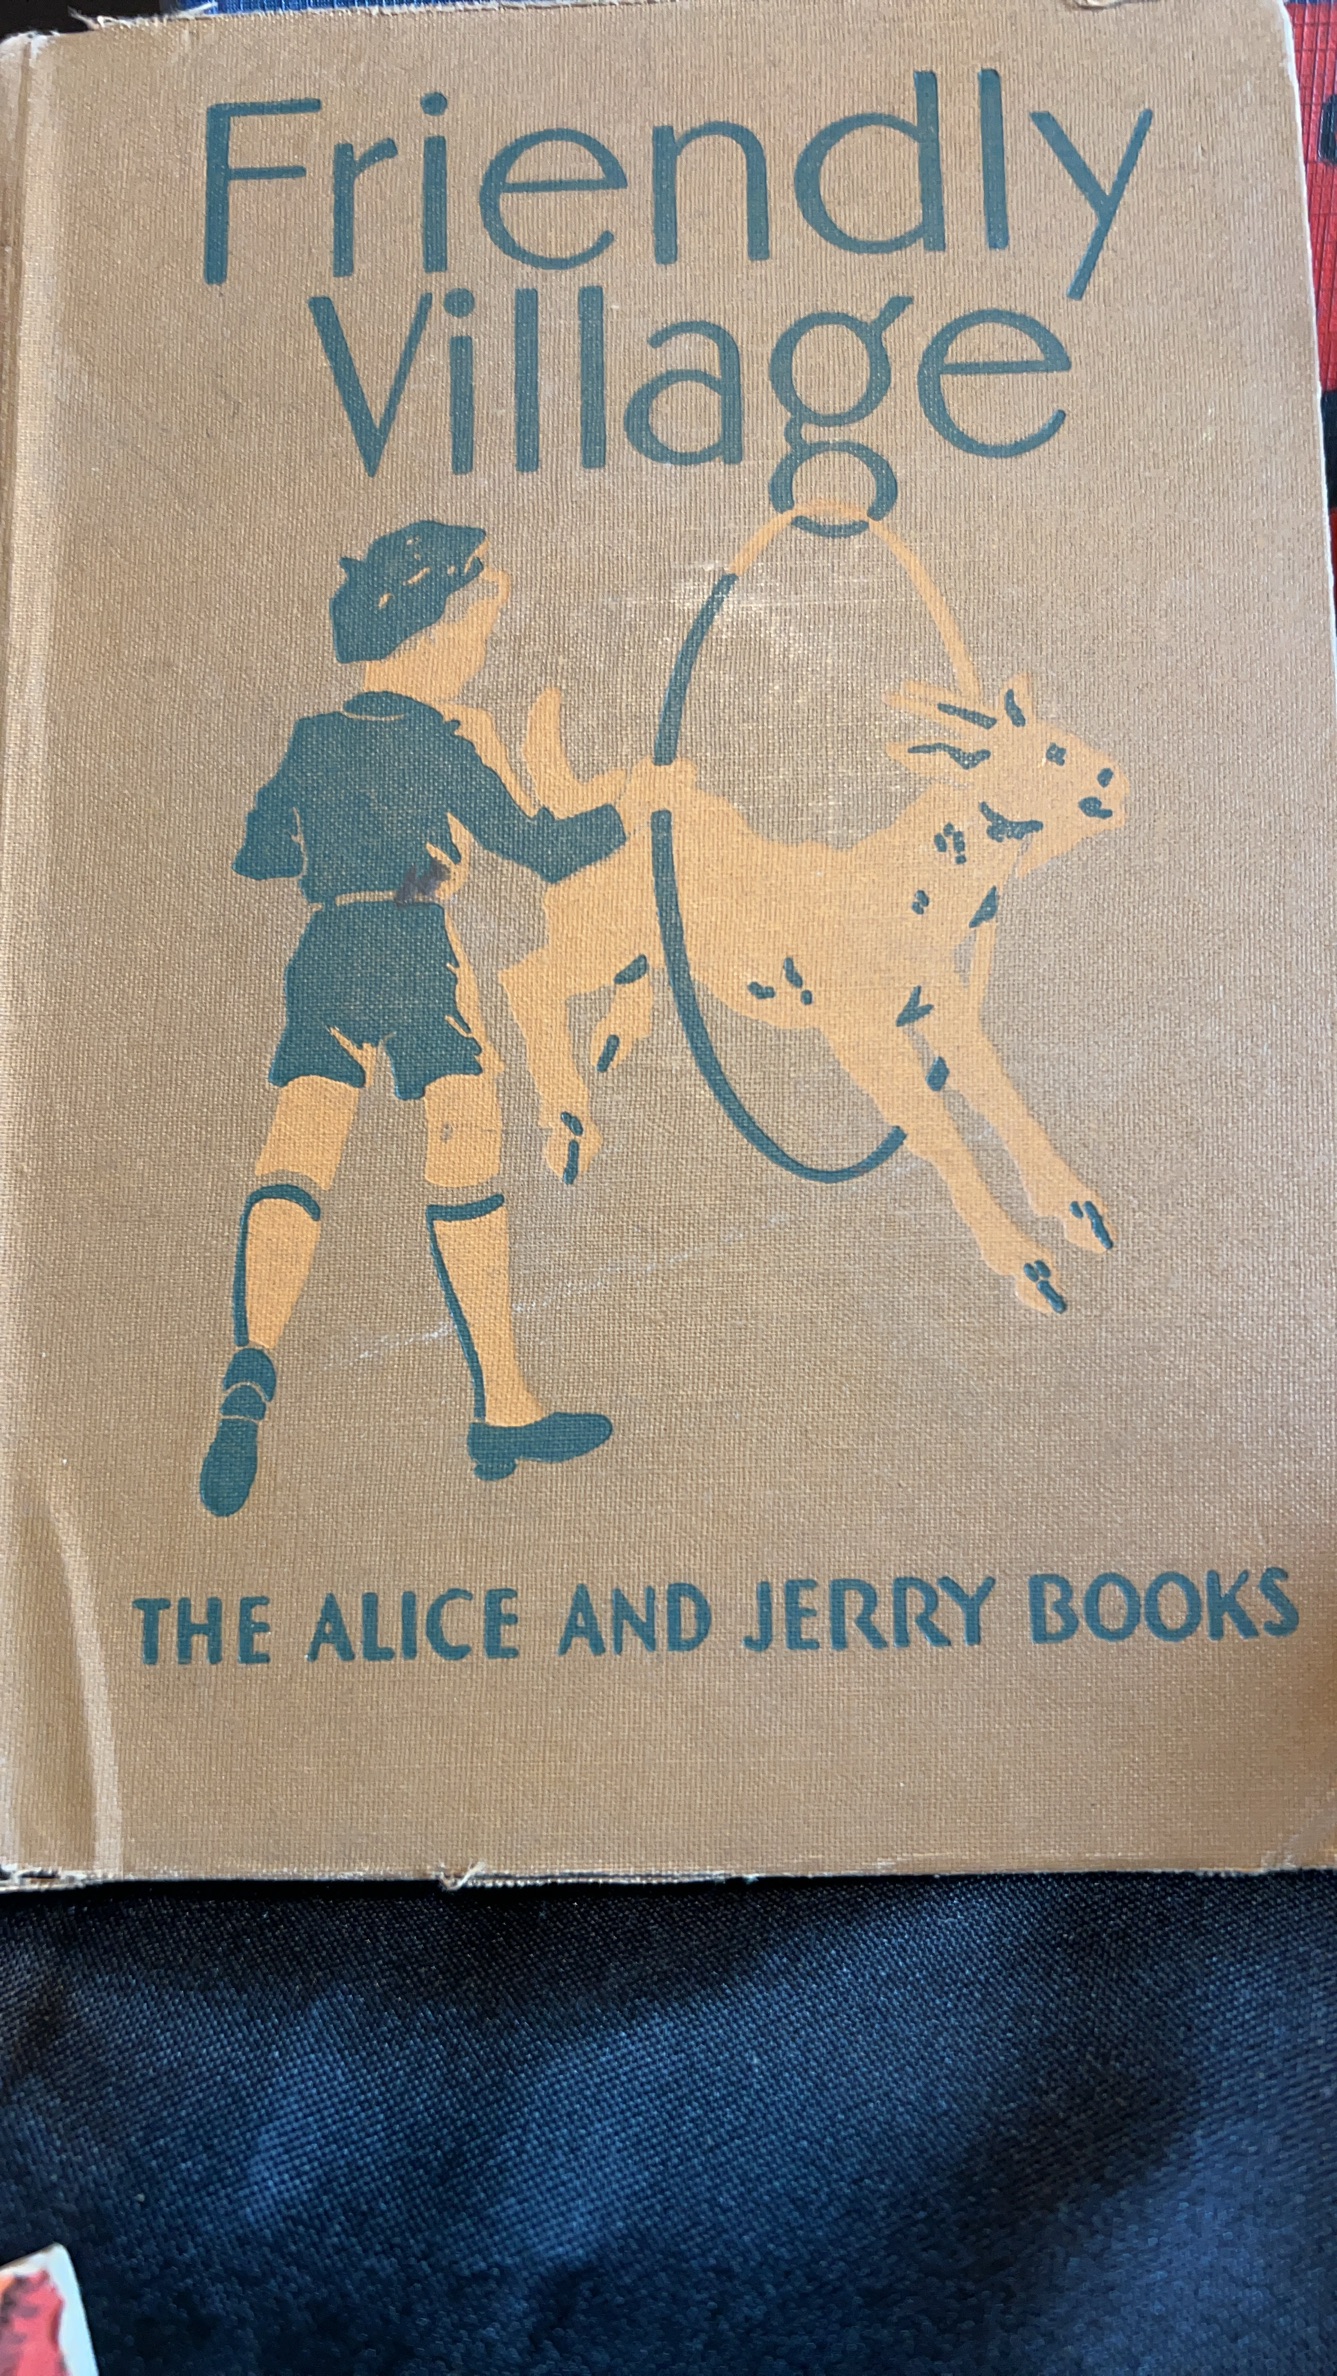 Friendly
Village
THE ALICE AND JERRY BOOKS